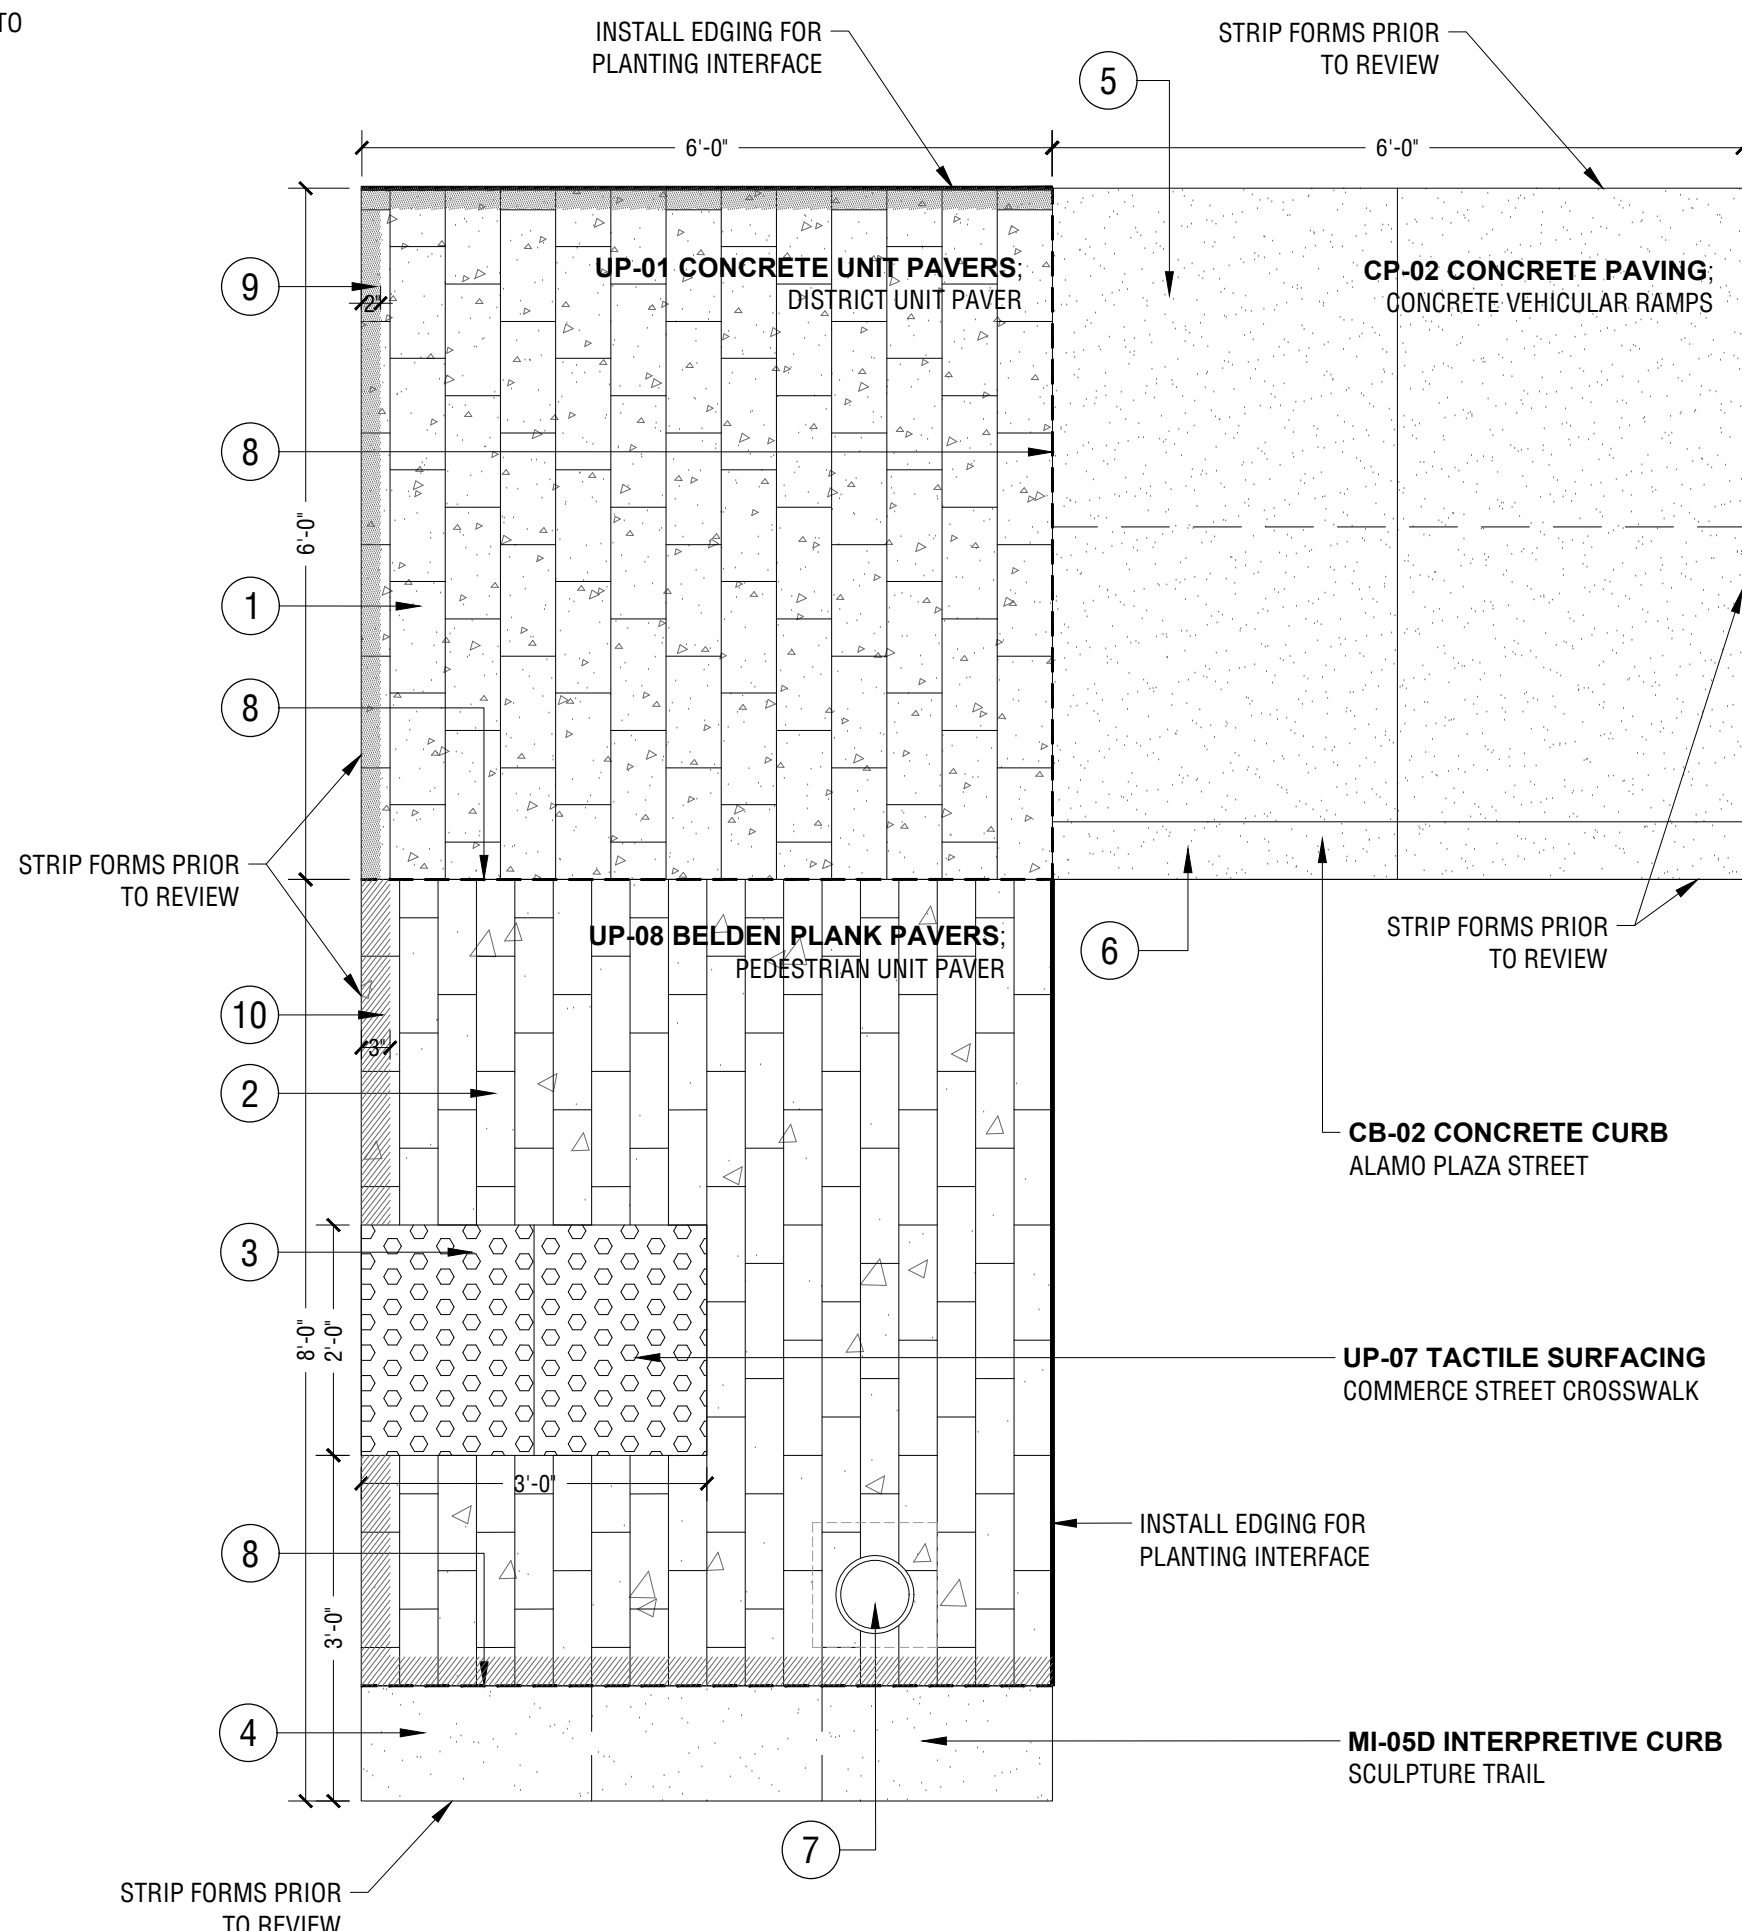 TO
INSTALL EDGING FOR
PLANTING INTERFACE
STRIP FORMS PRIOR
TO REVIEW
5
6'-0"
6'-0"
9
2"
UP-01 CONCRETE UNIT PAVERS;
DISTRICT UNIT PAVER
CP-02 CONCRETE PAVING;
CONCRETE VEHICULAR RAMPS
8
6'-0"
1
8
STRIP FORMS PRIOR
TO REVIEW
UP-08 BELDEN PLANK PAVERS;
PEDESTRIAN UNIT PAVER
6
STRIP FORMS PRIOR
TO REVIEW
10
3"
2
CB-02 CONCRETE CURB
ALAMO PLAZA STREET
3
8'-0"
2'-0"
UP-07 TACTILE SURFACING
COMMERCE STREET CROSSWALK
3'-0"
INSTALL EDGING FOR
PLANTING INTERFACE
8
3'-0"
4
MI-05D INTERPRETIVE CURB
SCULPTURE TRAIL
7
STRIP FORMS PRIOR
TO REVIEW